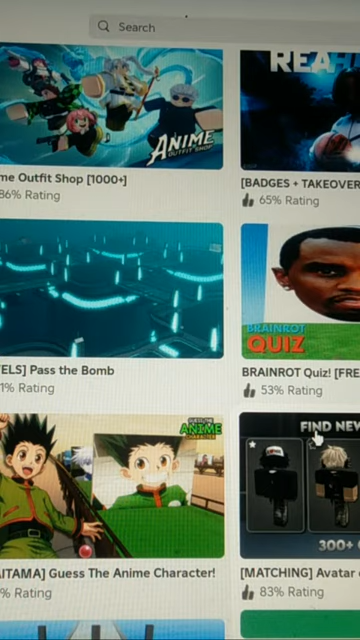 Search
ANIME
OUTFIT SHOP
me Outfit Shop [1000+]
86% Rating
[BADGES + TAKEOVER
65% Rating
BRAINROT
QUIZ
ELS] Pass the Bomb
1% Rating
BRAINROT Quiz! [FRE
53% Rating
ANIME
FIND NEW
300+
AITAMA] Guess The Anime Character!
% Rating
[MATCHING] Avatar
83% Rating